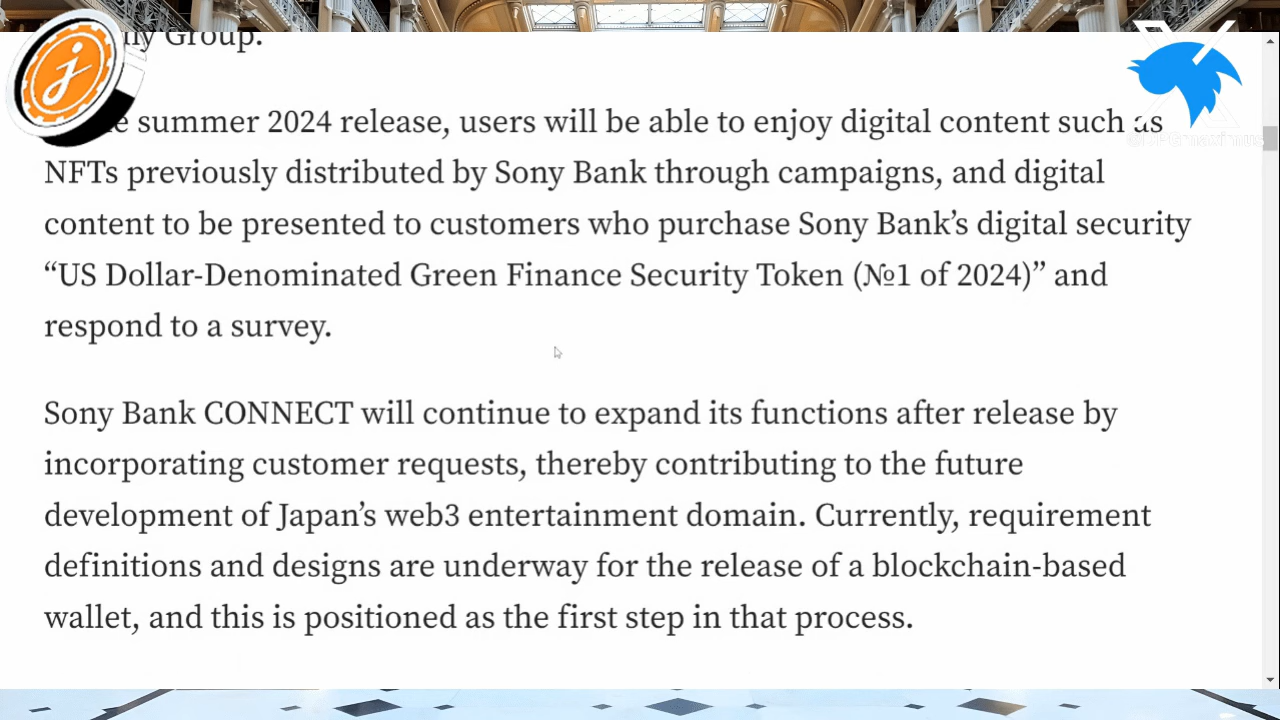 Group.
summer 2024 release, users will be able to enjoy digital content such as
NFTs previously distributed by Sony Bank through campaigns, and digital
content to be presented to customers who purchase Sony Bank’s digital security
“US Dollar-Denominated Green Finance Security Token (№1 of 2024)” and
respond to a survey.
Sony Bank CONNECT will continue to expand its functions after release by
incorporating customer requests, thereby contributing to the future
development of Japan’s web3 entertainment domain. Currently, requirement
definitions and designs are underway for the release of a blockchain-based
wallet, and this is positioned as the first step in that process.